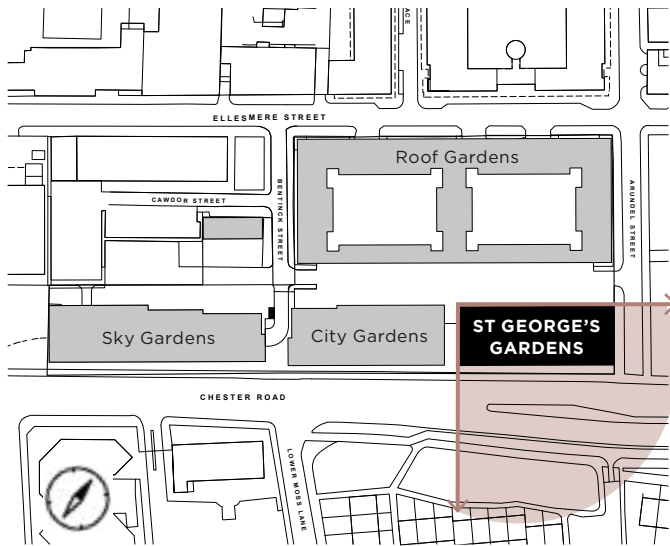 ACE
ELLESMERE STREET
Roof Gardens
CAWDOR STREET
BENTINCK STREET
ARUNDEL STREET
Sky Gardens
City Gardens
ST GEORGE'S
GARDENS
CHESTER ROAD
LOWER MOSS LANE